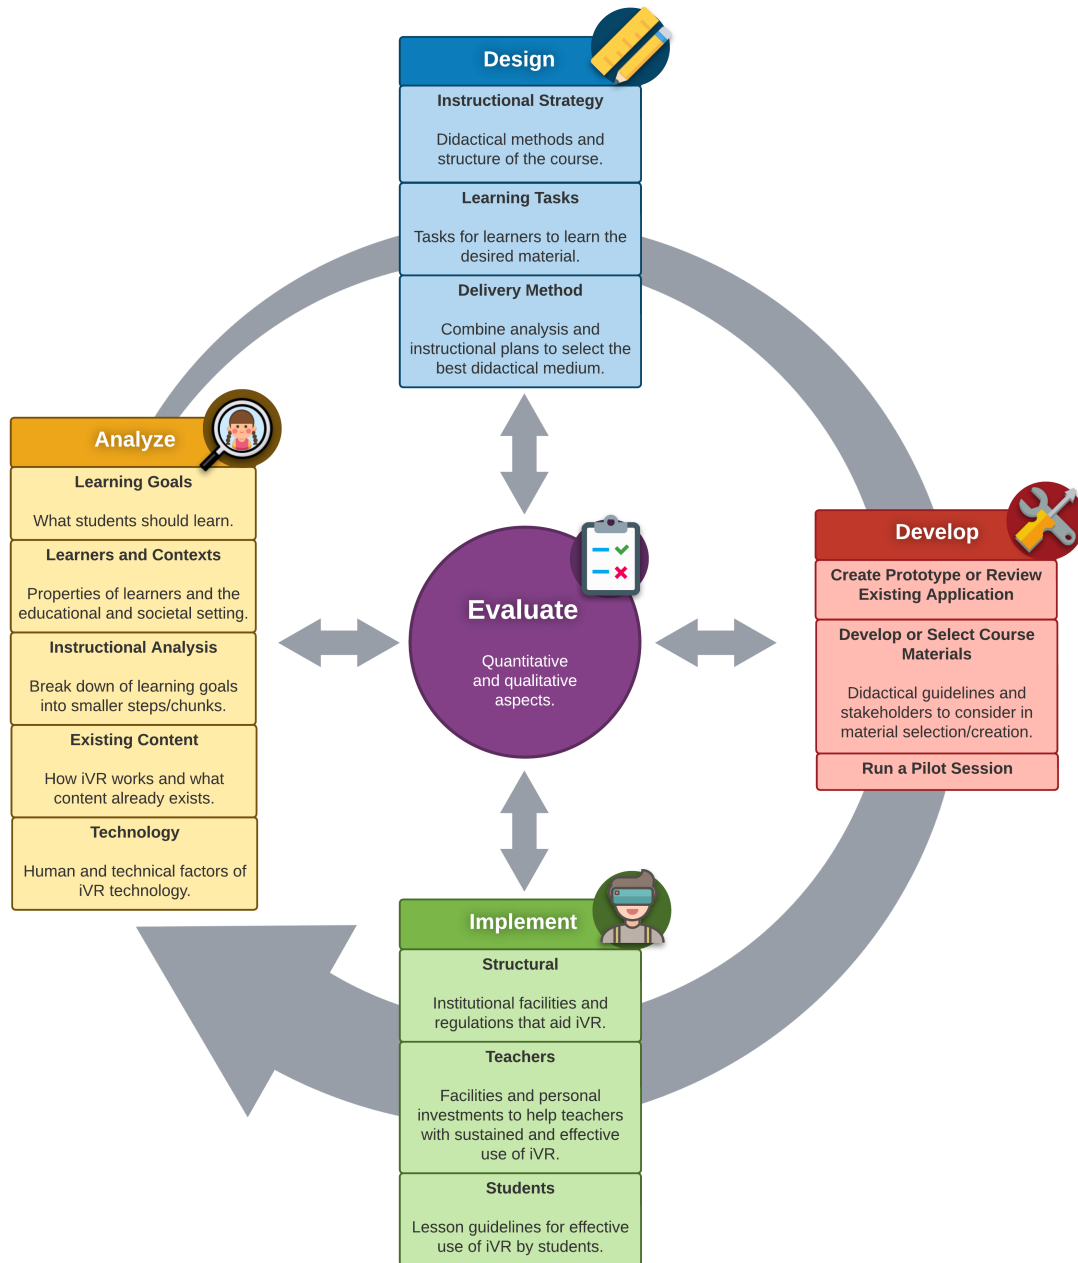 Design
Instructional Strategy
Didactical methods and
structure of the course.
Learning Tasks
Tasks for learners to learn the
desired material.
Delivery Method
Combine analysis and
instructional plans to select the
best didactical medium.
Analyze
Learning Goals
What students should learn.
Learners and Contexts
Properties of learners and the
educational and societal setting.
Instructional Analysis
Break down of learning goals
into smaller steps/chunks.
Existing Content
How iVR works and what
content already exists.
Technology
Human and technical factors of
iVR technology.
Evaluate
Quantitative
and qualitative
aspects.
Develop
Create Prototype or Review
Existing Application
Develop or Select Course
Materials
Didactical guidelines and
stakeholders to consider in
material selection/creation.
Run a Pilot Session
Implement
Structural
Institutional facilities and
regulations that aid iVR.
Teachers
Facilities and personal
investments to help teachers
with sustained and effective
use of iVR.
Students
Lesson guidelines for effective
use of iVR by students.